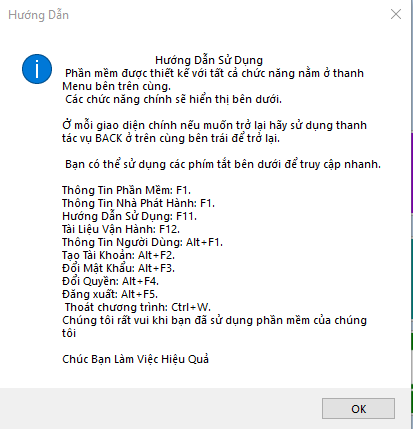 Hướng Dẫn
Hướng Dẫn Sử Dụng
Phần mềm được thiết kế với tất cả chức năng nằm ở thanh
Menu bên trên cùng.
Các chức năng chính sẽ hiển thị bên dưới.
Ở mỗi giao diện chính nếu muốn trở lại hãy sử dụng thanh
tác vụ BACK ở trên cùng bên trái để trở lại.
Bạn có thể sử dụng các phím tắt bên dưới để truy cập nhanh.
Thông Tin Phần Mềm: F1.
Thông Tin Nhà Phát Hành: F1.
Hướng Dẫn Sử Dụng: F11.
Tài Liệu Vận Hành: F12.
Thông Tin Người Dùng: Alt+F1.
Tạo Tài Khoản: Alt+F2.
Đổi Mật Khẩu: Alt+F3.
Đổi Quyền: Alt+F4.
Đăng xuất: Alt+F5.
Thoát chương trình: Ctrl+W.
Chúng tôi rất vui khi bạn đã sử dụng phần mềm của chúng
tôi
Chúc Bạn Làm Việc Hiệu Quả
OK